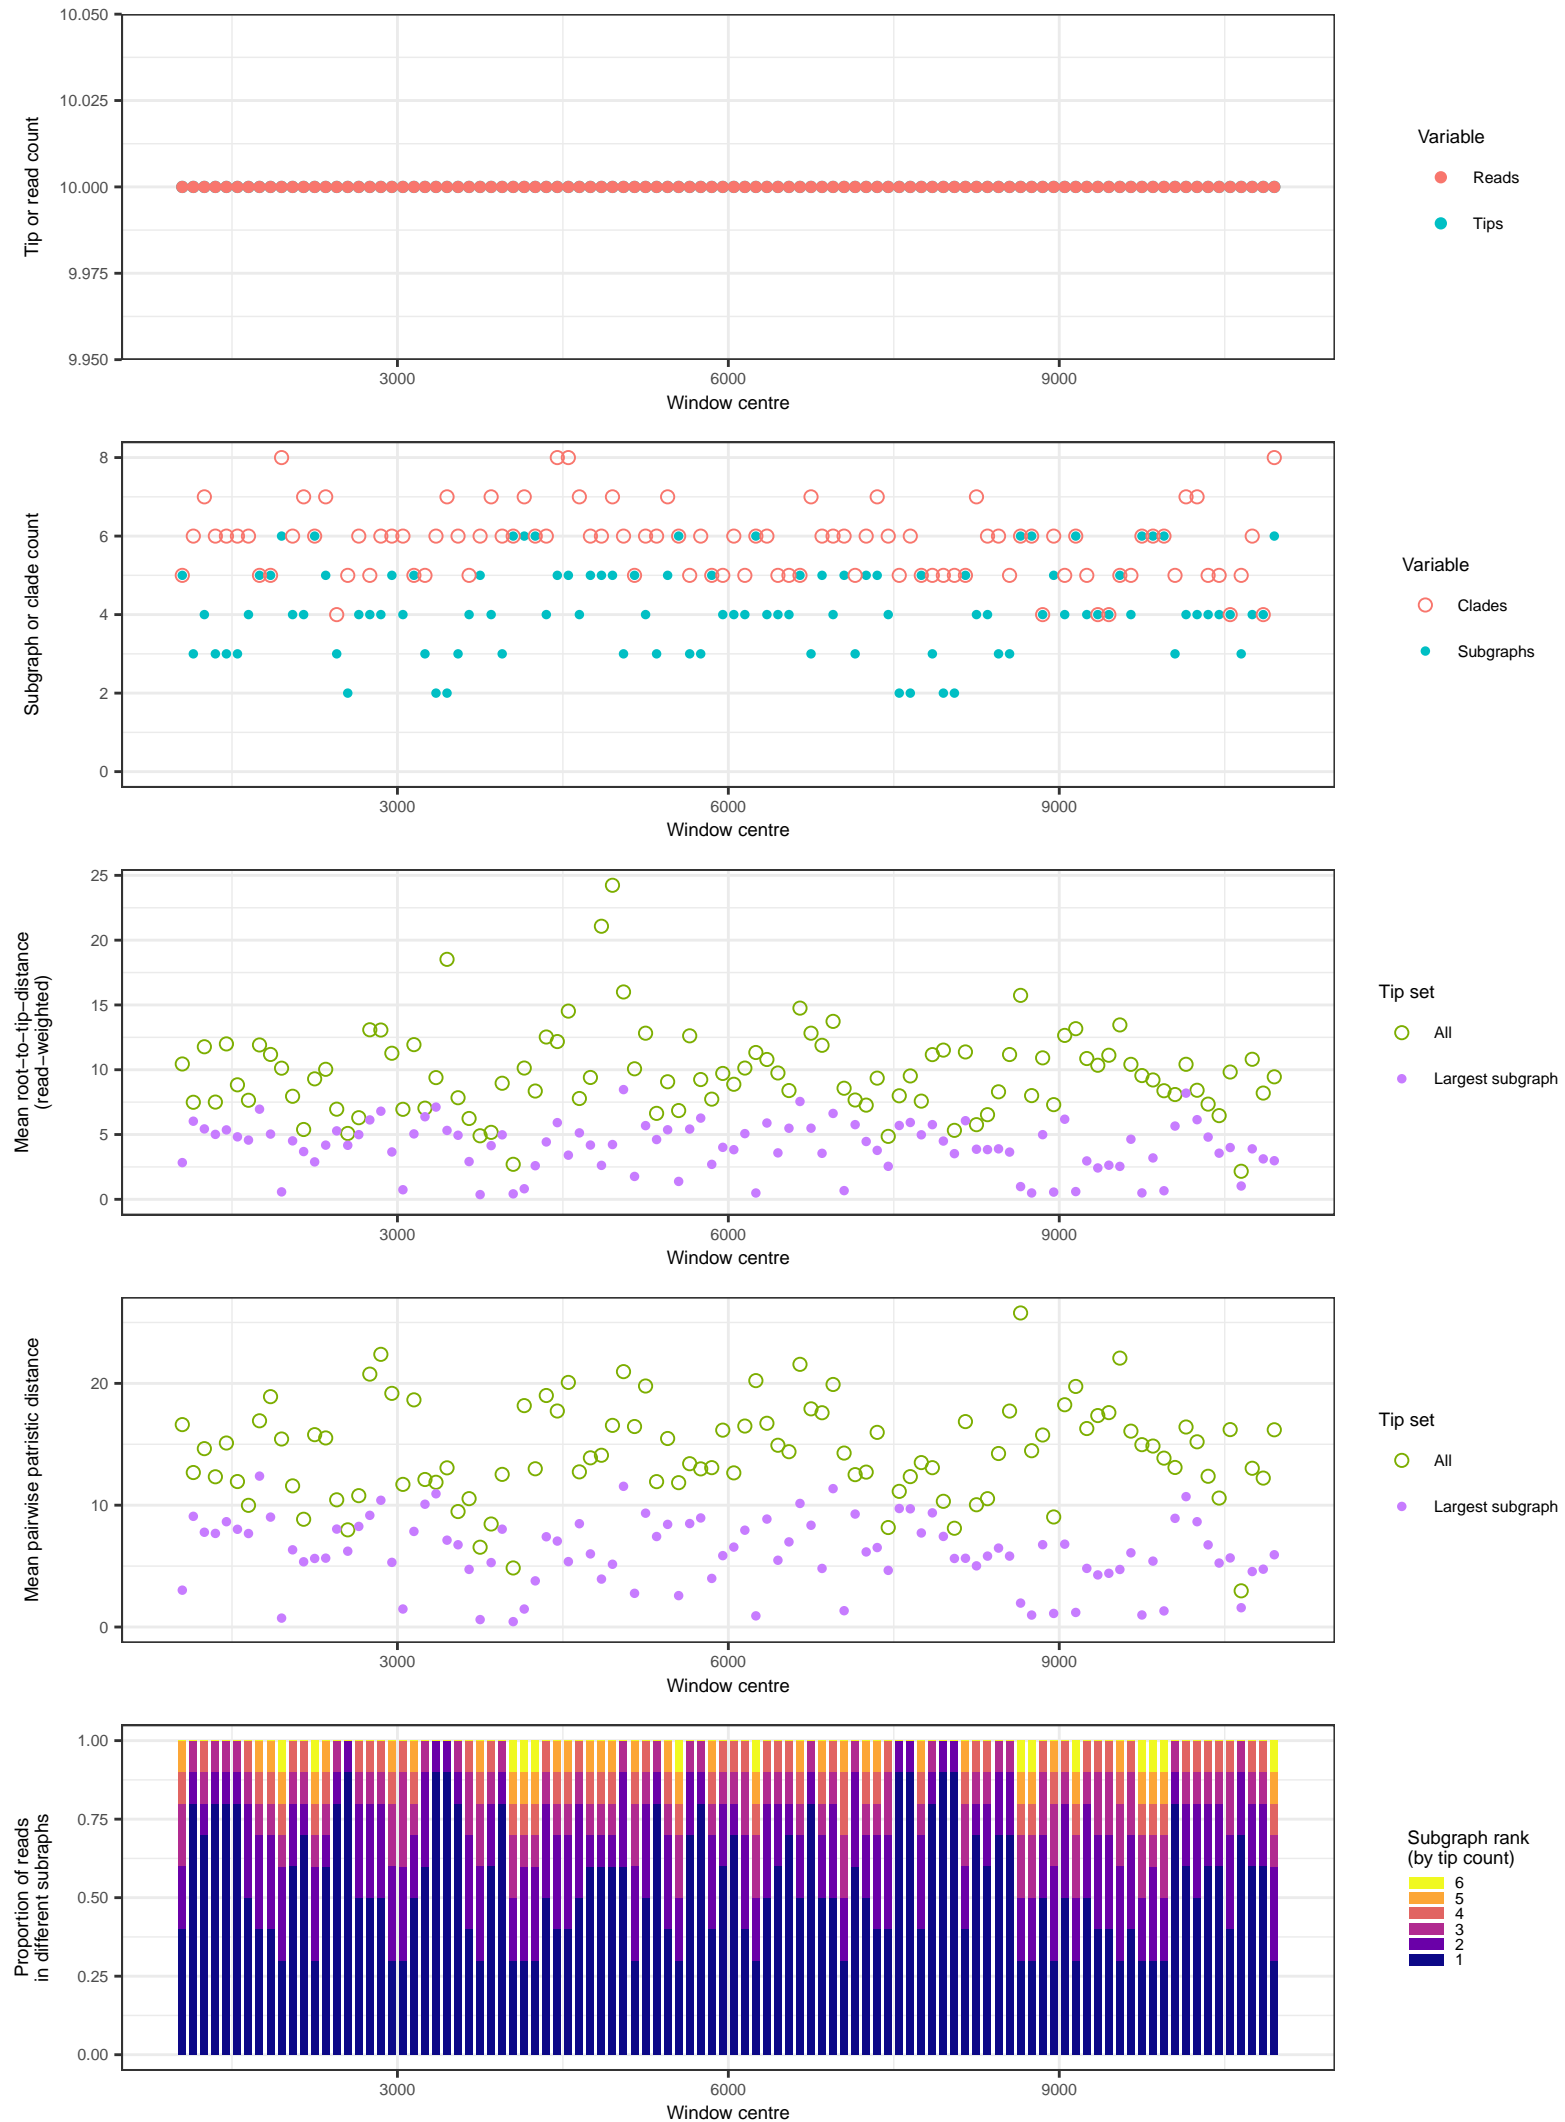 10.050
10.025
10.000
9.975
9.950
Tip or read count
3000
6000
9000
Window centre
Variable
Reads
Tips
8
6
4
2
0
Subgraph or clade count
3000
6000
9000
Window centre
Variable
Clades
Subgraphs
25
20
15
10
5
0
Mean root−to−tip−distance
(read−weighted)
3000
6000
9000
Window centre
Tip set
All
Largest subgraph
20
10
0
Mean pairwise patristic distance
3000
6000
9000
Window centre
Tip set
All
Largest subgraph
1.00
0.75
0.50
0.25
0.00
Proportion of reads
in different subraphs
3000
6000
9000
Window centre
Subgraph rank
(by tip count)
6
5
4
3
2
1